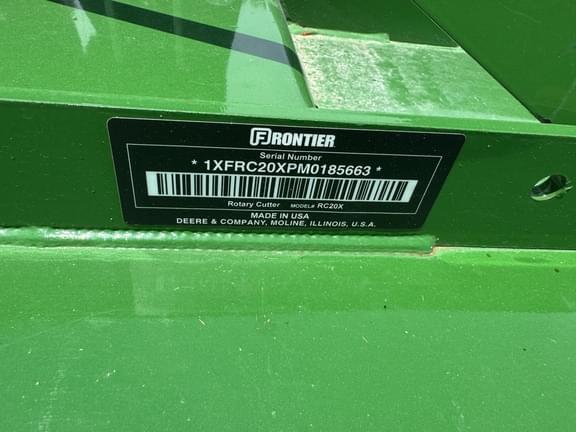 FRONTIER
Serial Number
* 1XFRC20XPM0185663 *
Rotary Cutter MODEL# RC20X
MADE IN USA
DEERE & COMPANY, MOLINE, ILLINOIS, U.S.A.